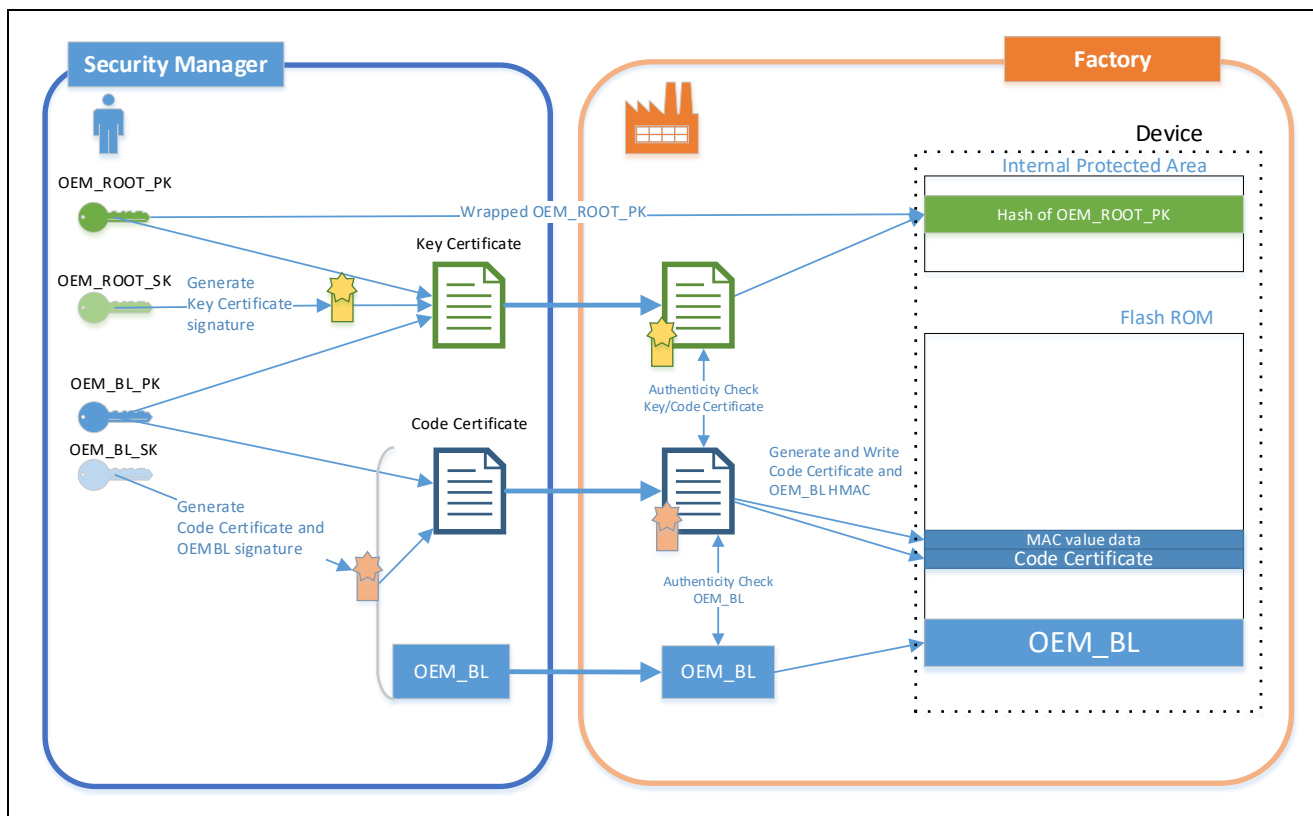 Security Manager
Factory
Device
Internal Protected Area
OEM_ROOT_PK
Wrapped OEM_ROOT_PK
Hash of OEM_ROOT_PK
Key Certificate
OEM_ROOT_SK
Generate
Key Certificate
signature
Flash ROM
OEM_BL_PK
Authenticity Check
Key/Code Certificate
Code Certificate
OEM_BL_SK
Generate and Write
Code Certificate and
OEM_BL HMAC
Generate
Code Certificate and
OEMBL signature
MAC value data
Code Certificate
Authenticity Check
OEM_BL
OEM_BL
OEM_BL
OEM_BL